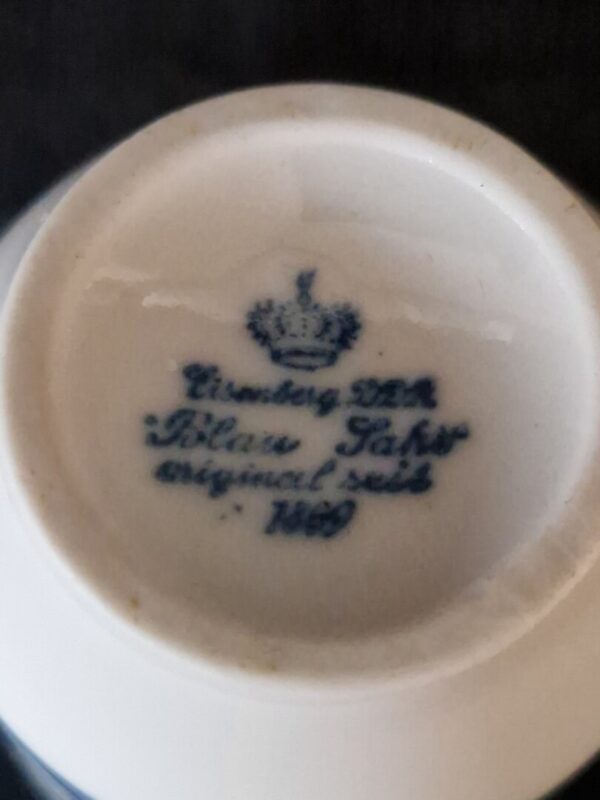 Eisenberg DDR
Blau Saks
original seit
1869